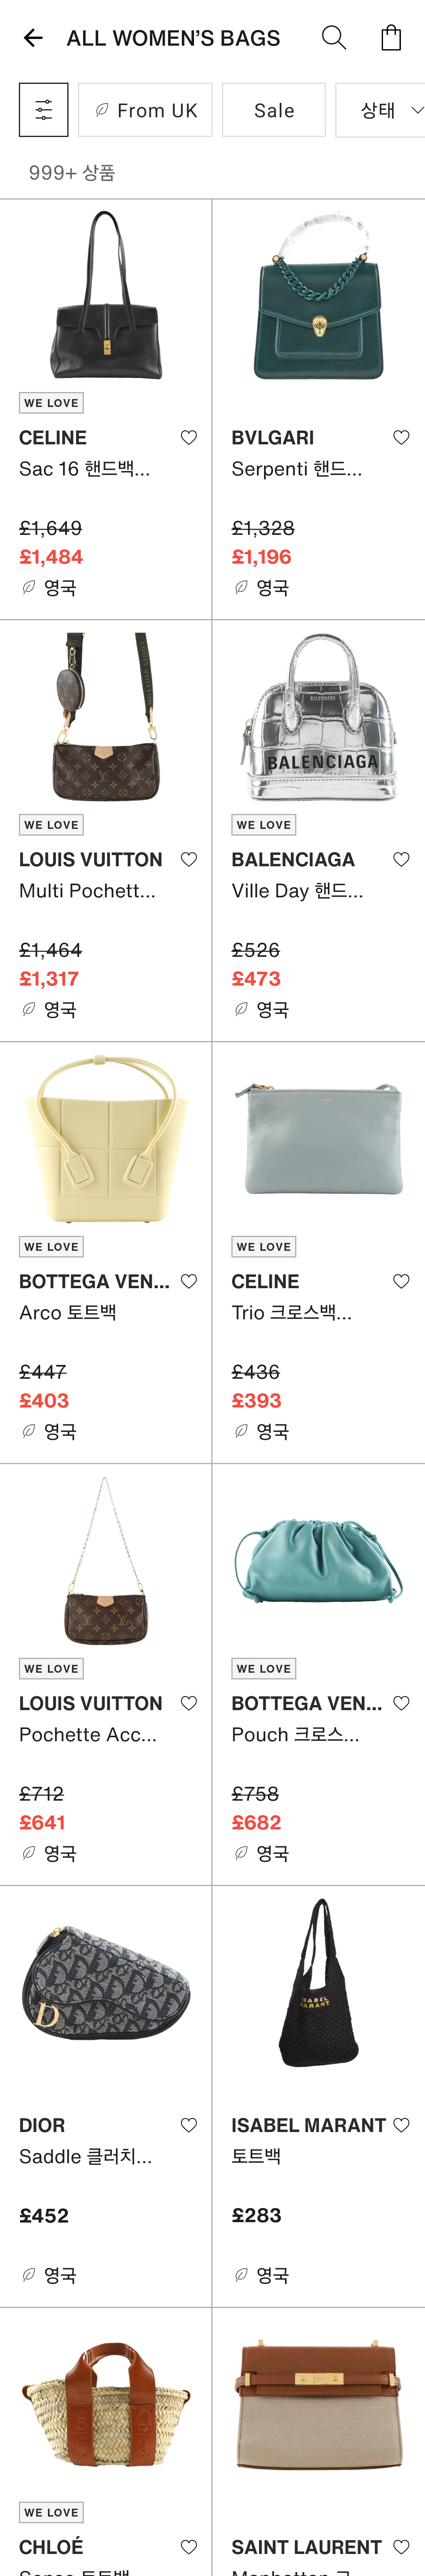 ALL WOMEN'S BAGS
From UK
Sale
상태
999+ 상품
WE LOVE
CELINE
Sac 16 핸드백...
£1,649
£1,484
영국
BVLGARI
Serpenti 핸드...
£1,328
£1,196
영국
WE LOVE
LOUIS VUITTON
Multi Pochett...
£1,464
£1,317
영국
BALENCIAGA
WE LOVE
BALENCIAGA
Ville Day 핸드...
£526
£473
영국
WE LOVE
BOTTEGA VEN...
Arco 토트백
£447
£403
영국
WE LOVE
CELINE
Trio 크로스백...
£436
£393
영국
WE LOVE
LOUIS VUITTON
Pochette Acc...
£712
£641
영국
WE LOVE
BOTTEGA VEN...
Pouch 크로스...
£758
£682
영국
DIOR
Saddle 클러치...
£452
영국
ISABEL
MARANT
ISABEL MARANT
토트백
£283
영국
Chloé
WE LOVE
CHLOÉ
SAINT LAURENT